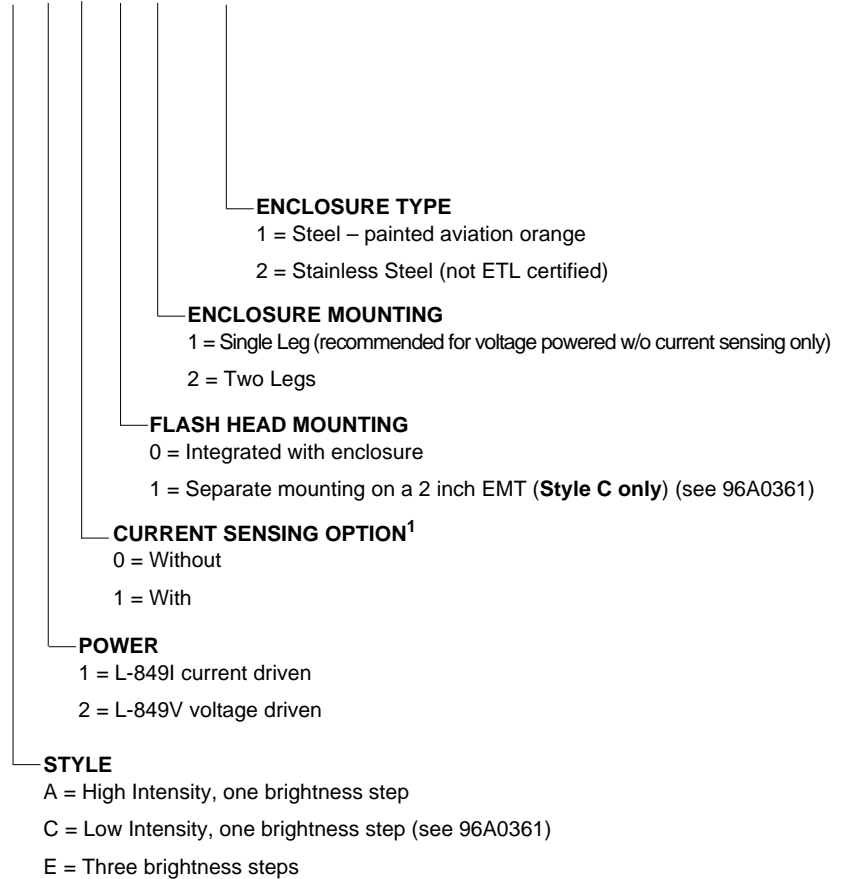 ENCLOSURE TYPE
1 = Steel – painted aviation orange
2 = Stainless Steel (not ETL certified)
ENCLOSURE MOUNTING
1 = Single Leg (recommended for voltage powered w/o current sensing only)
2 = Two Legs
FLASH HEAD MOUNTING
0 = Integrated with enclosure
1 = Separate mounting on a 2 inch EMT (Style C only) (see 96A0361)
CURRENT SENSING OPTION1
0 = Without
1 = With
POWER
1 = L-849I current driven
2 = L-849V voltage driven
STYLE
A = High Intensity, one brightness step
C = Low Intensity, one brightness step (see 96A0361)
E = Three brightness steps